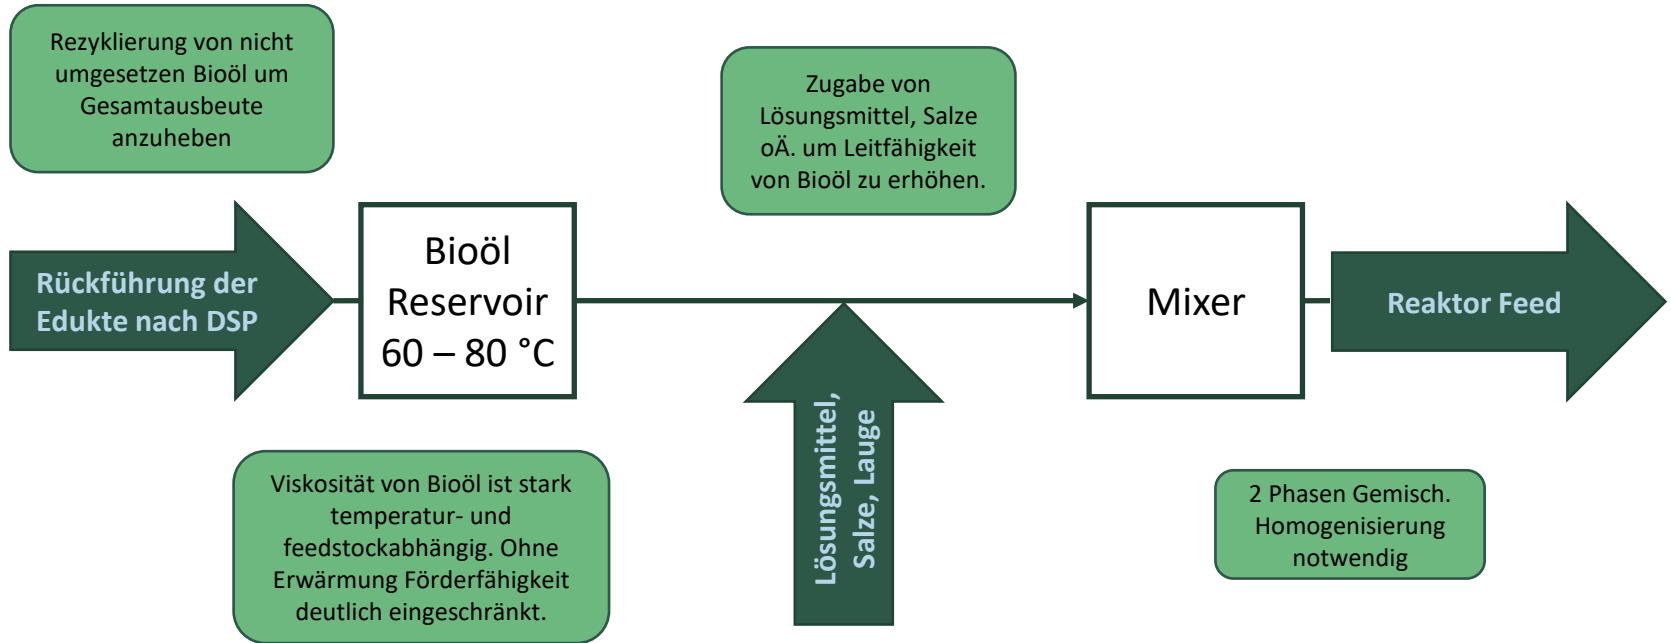 Rezyklierung von nicht
umgesetzen Bioöl um
Gesamtausbeute
anzuheben
Zugabe von
Lösungsmittel, Salze
oÄ. um Leitfähigkeit
von Bioöl zu erhöhen.
Rückführung der
Edukte nach DSP
Bioöl
Reservoir
60 – 80 °C
Mixer
Reaktor Feed
Lösungsmittel,
Salze, Lauge
Viskosität von Bioöl ist stark
temperatur- und
feedstockabhängig. Ohne
Erwärmung Förderfähigkeit
deutlich eingeschränkt.
2 Phasen Gemisch.
Homogenisierung
notwendig